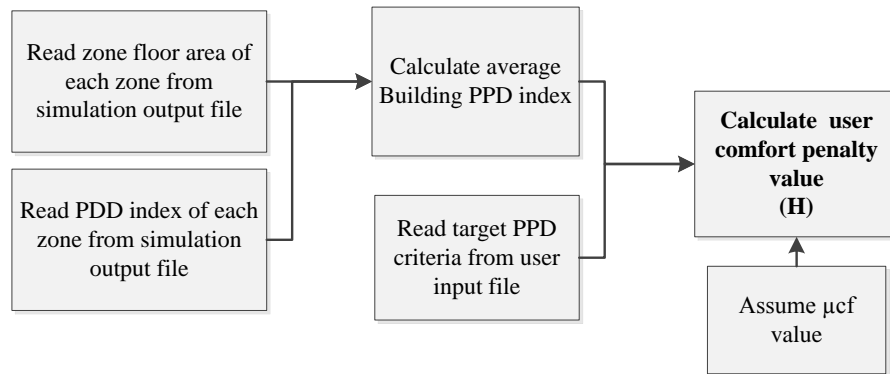 Read zone floor area of
each zone from
simulation output file
Calculate average
Building PPD index
Calculate user
comfort penalty
value
(H)
Read PDD index of each
zone from simulation
output file
Read target PPD
criteria from user
input file
Assume µcf
value